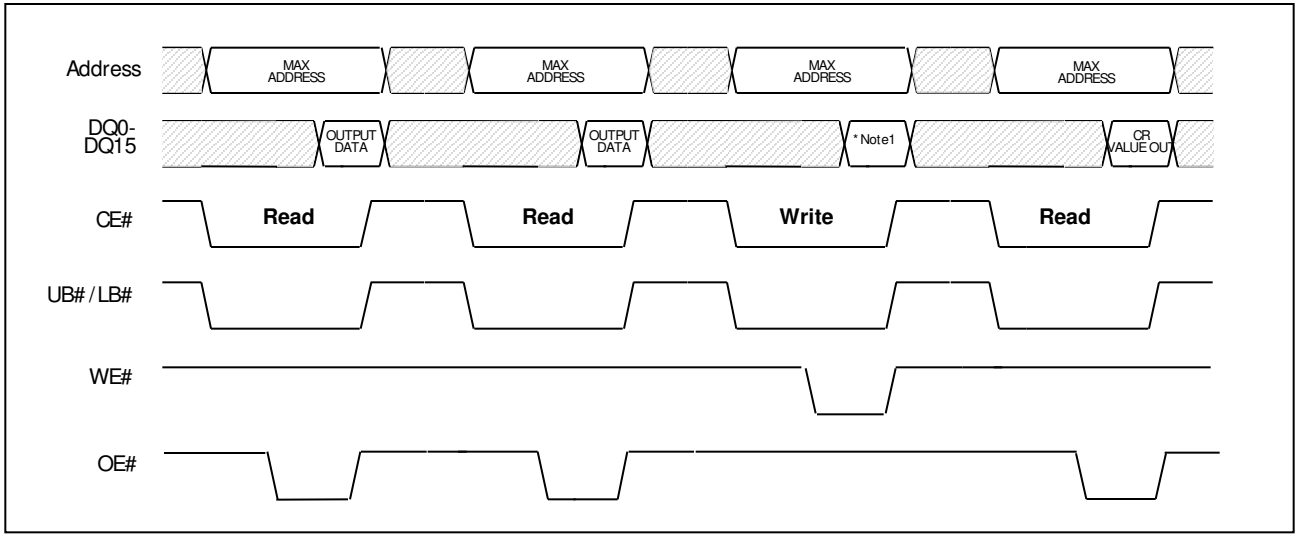 Address
MAX
ADDRESS
MAX
ADDRESS
MAX
ADDRESS
MAX
ADDRESS
DQ0-
DQ15
OUTPUT
DATA
OUTPUT
DATA
*Note1
CR
VALUE OUT
CE#
Read
Read
Write
Read
UB# / LB#
WE#
OE#